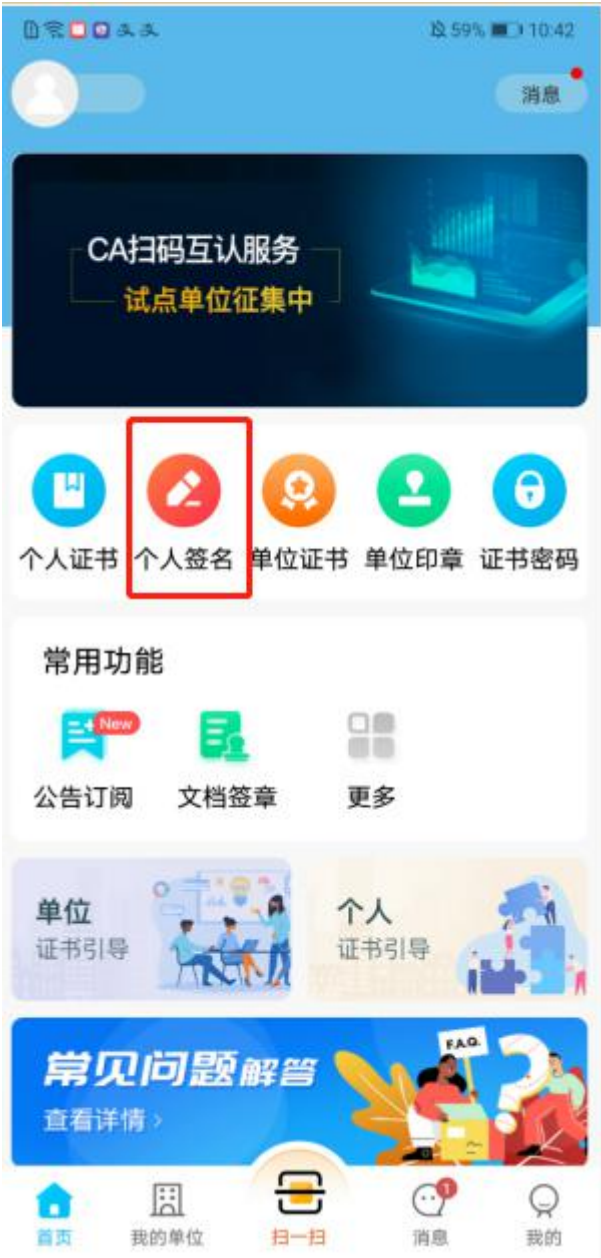 59% 10:42
消息
CA扫码互认服务
试点单位征集中
个人证书 个人签名 单位证书 单位印章 证书密码
常用功能
New
公告订阅 文档签章 更多
单位 个人
证书引导 证书引导
F.A.Q.
常见问题解答
查看详情 >
1
首页 我的单位 扫一扫 消息 我的